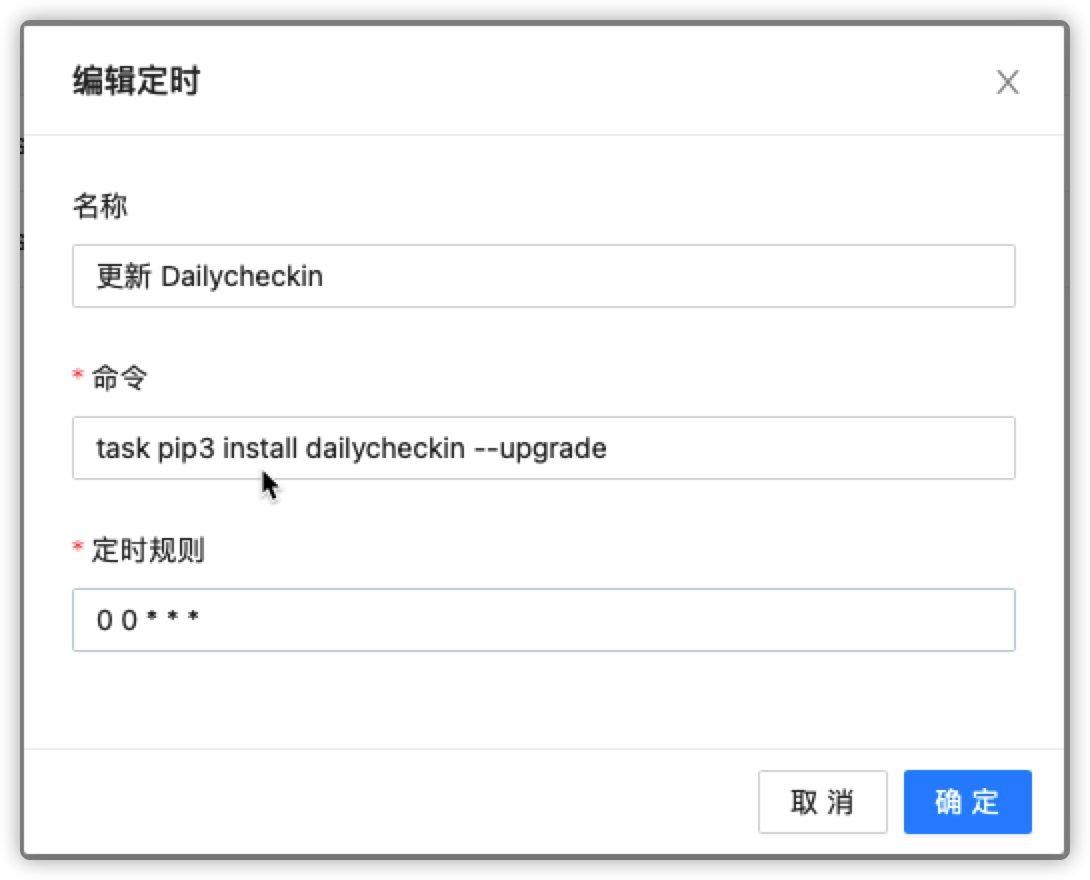 编辑定时
名称
更新 Dailycheckin
* 命令
task pip3 install dailycheckin --upgrade
* 定时规则
0 0 * * *
取 消
确 定